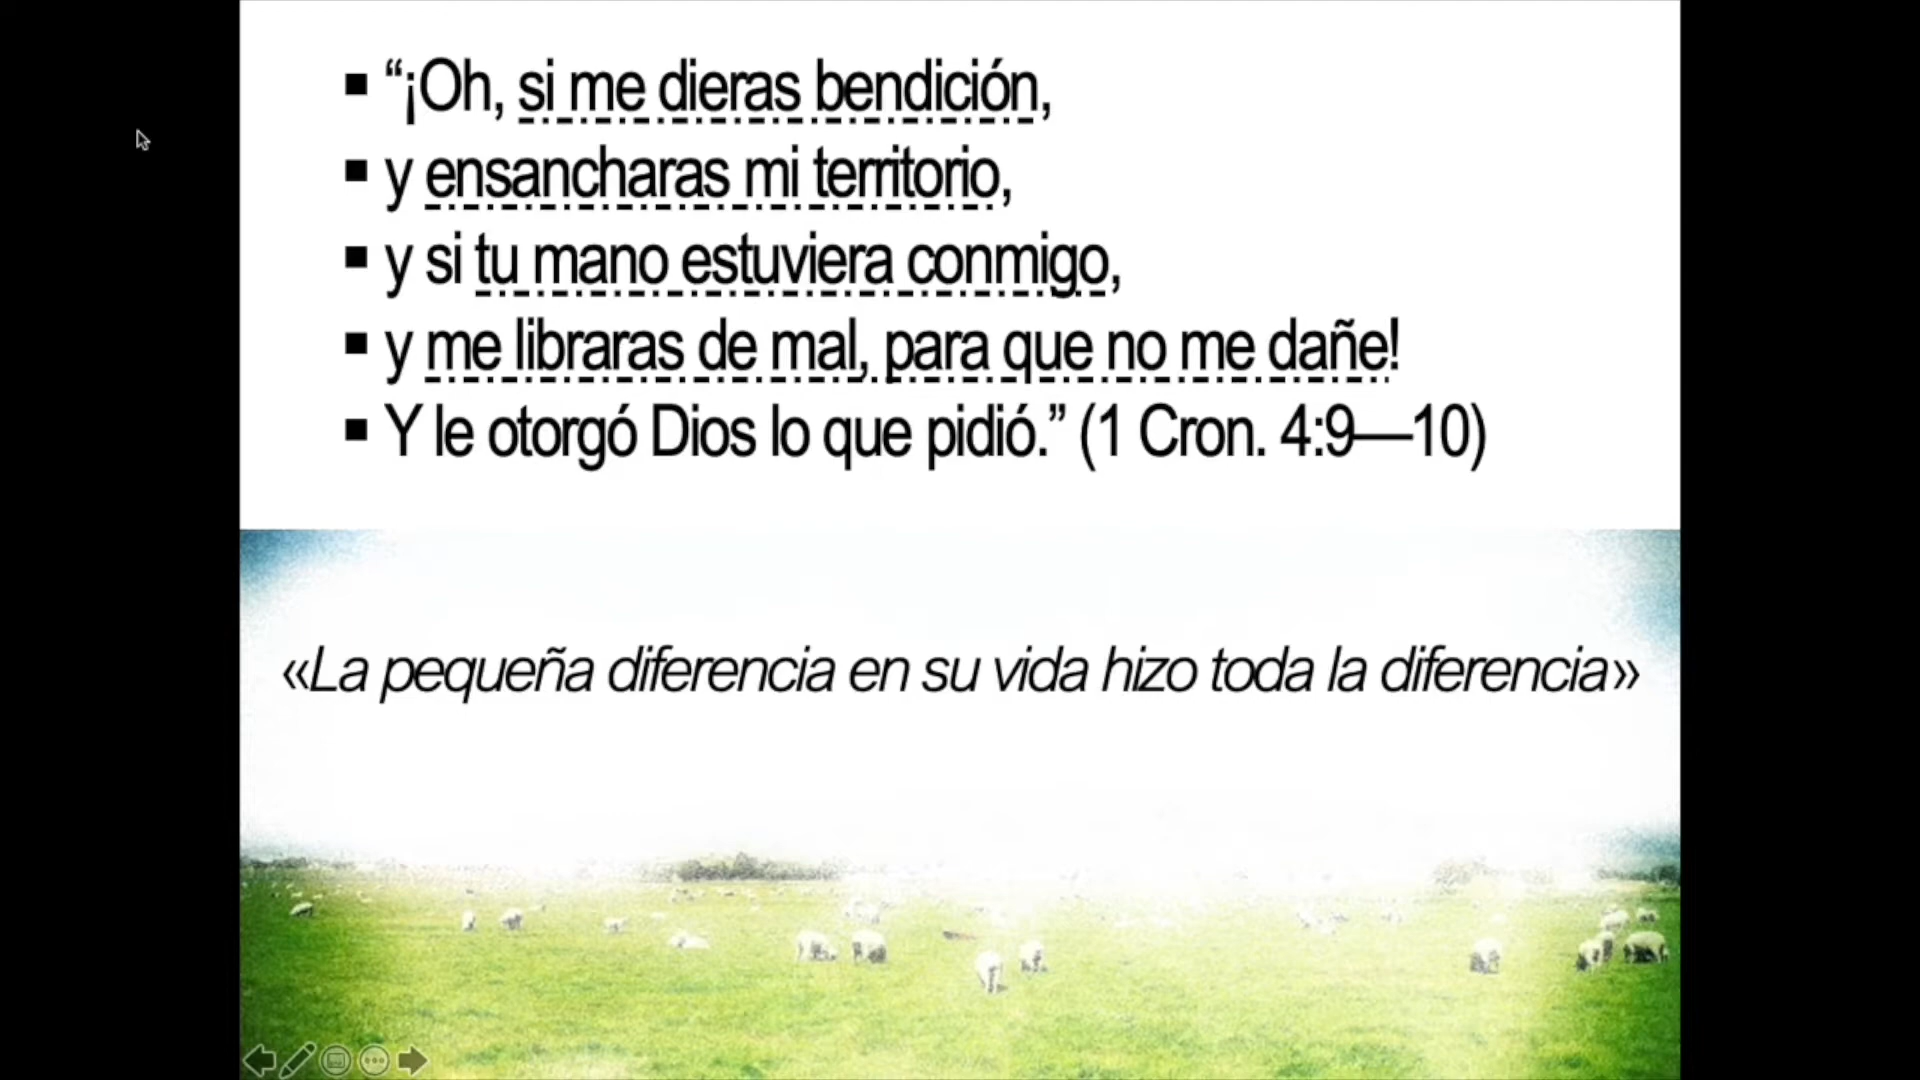 ▪ “¡Oh, si me dieras bendición,
▪ y ensancharas mi territorio,
▪ y si tu mano estuviera conmigo,
▪ y me libraras de mal, para que no me dañe!
▪ Y le otorgó Dios lo que pidió.” (1 Cron. 4:9—10)
«La pequeña diferencia en su vida hizo toda la diferencia»